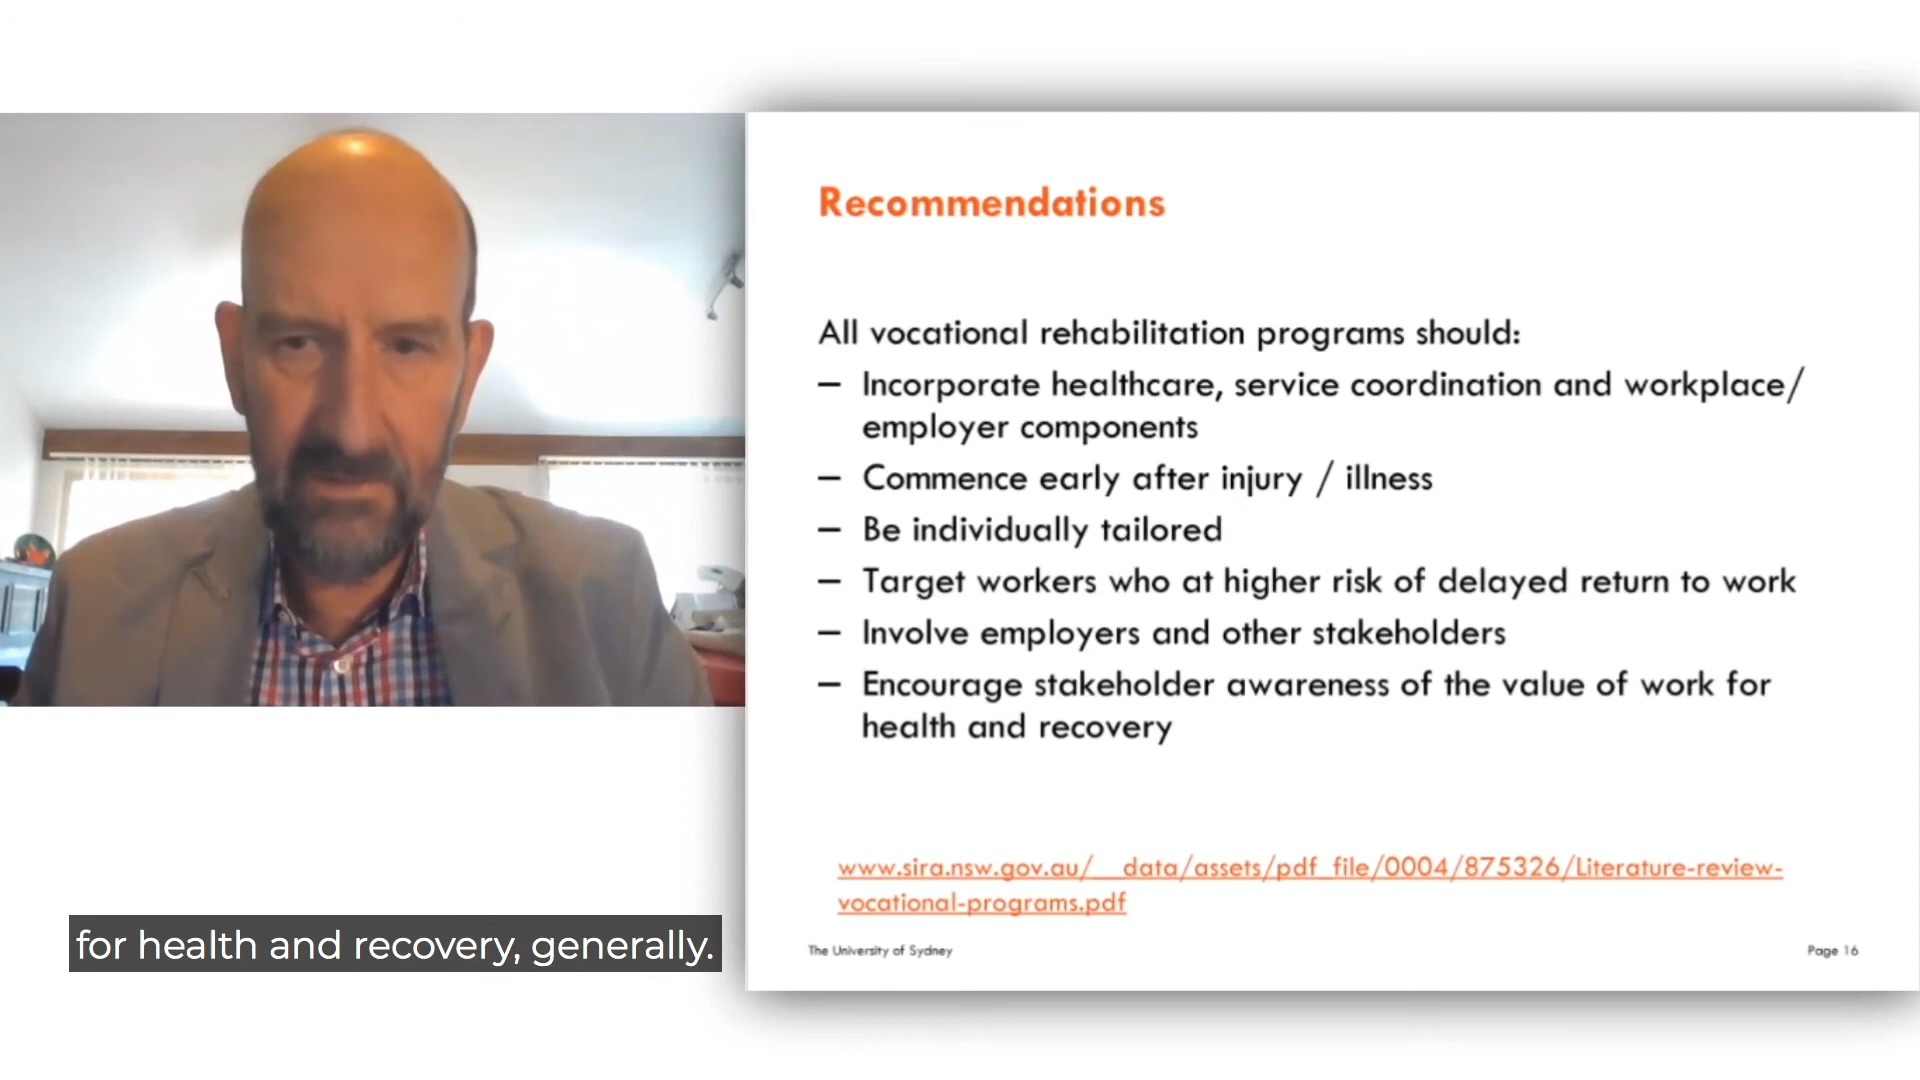 Recommendations
All vocational rehabilitation programs should:
– Incorporate healthcare, service coordination and workplace/
employer components
– Commence early after injury / illness
– Be individually tailored
– Target workers who at higher risk of delayed return to work
– Involve employers and other stakeholders
– Encourage stakeholder awareness of the value of work for
health and recovery
www.sira.nsw.gov.au/__data/assets/pdf_file/0004/875326/Literature-review-
vocational-programs.pdf
The University of Sydney
Page 16
for health and recovery, generally.